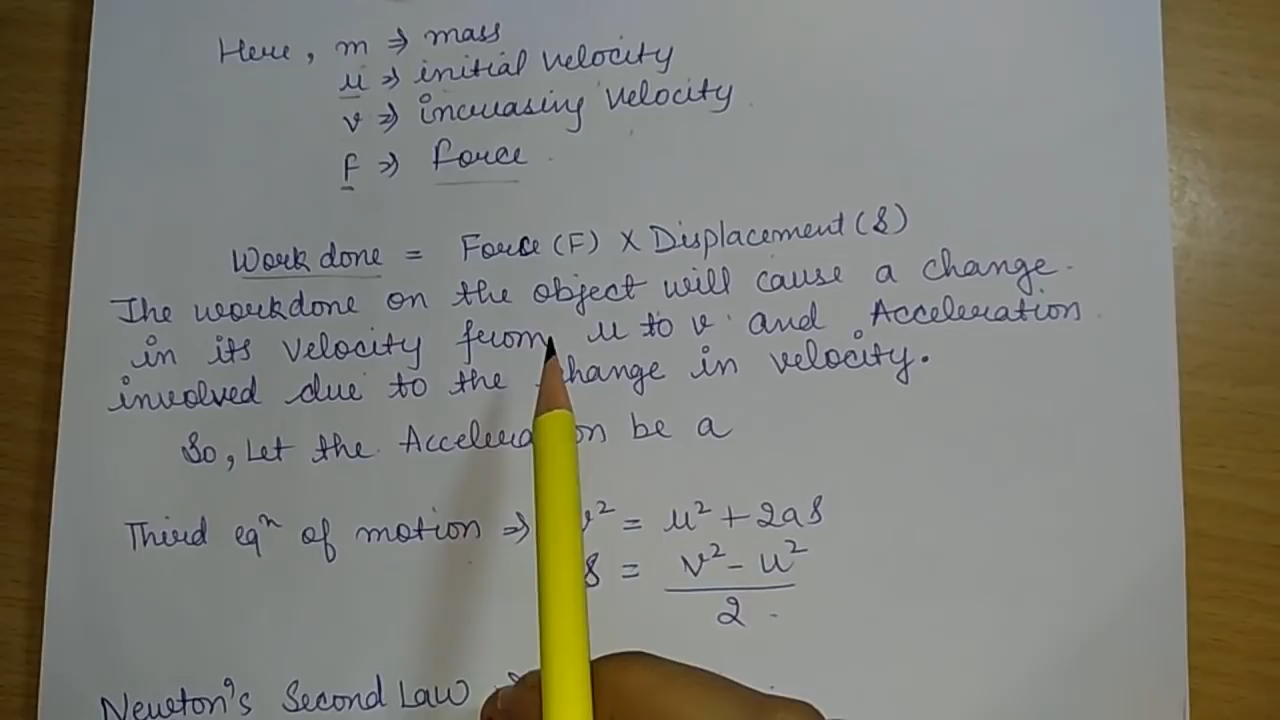 Here, m ⇒ mass
u ⇒ initial velocity
v ⇒ increasing velocity
F ⇒ Force
Work done = Force (F) X Displacement (S)
The workdone on the object will cause a change
in its velocity from u to v and Acceleration
involved due to the change in velocity.
So, Let the Acceleration be a
Third eqⁿ of motion ⇒ v² = u² + 2as
s = v² - u²
2
Newton's Second Law